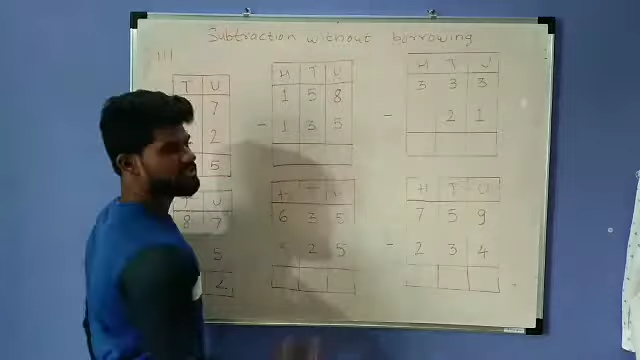 Subtraction without borrowing
T U
7
2
5
T U
8 7
5
2
H T U
1 5 8
- 1 3 5
H T U
6 3 5
2 5
H T U
3 3 3
- 2 1
H T U
7 5 9
- 2 3 4